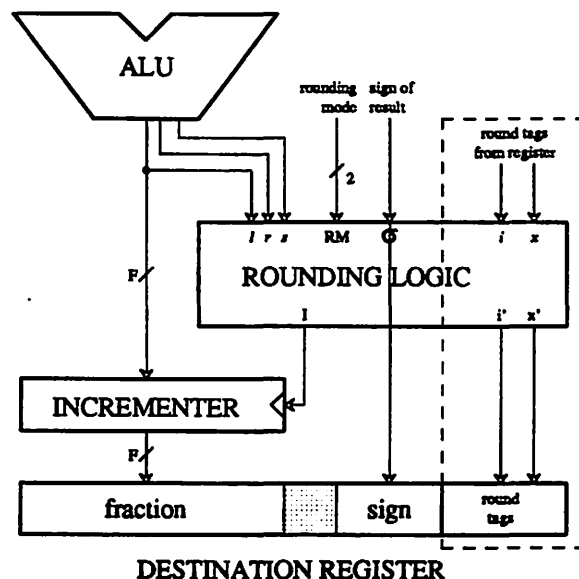 ALU
rounding
mode
sign of
result
round tags
from register
2
l r s RM σ i x
ROUNDING LOGIC
F
I i' x'
INCREMENTER
F
fraction
sign
round
tags
DESTINATION REGISTER